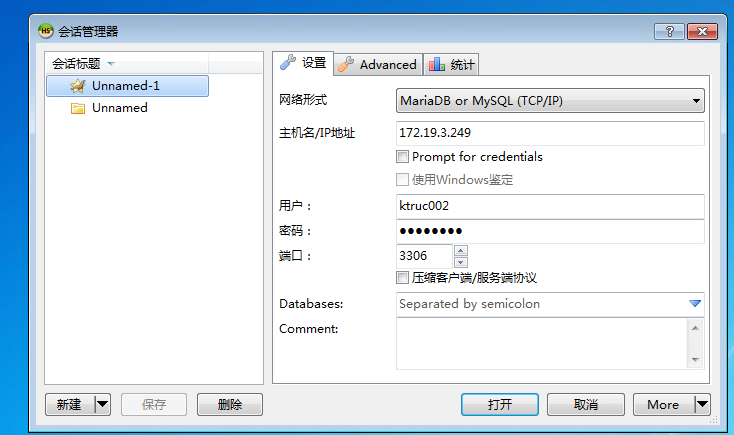 会话管理器
会话标题
Unnamed-1
Unnamed
设置 Advanced 统计
网络形式 MariaDB or MySQL (TCP/IP)
主机名/IP地址 172.19.3.249
Prompt for credentials
使用Windows鉴定
用户： ktruc002
密码： ●●●●●●●●
端口： 3306
压缩客户端/服务端协议
Databases: Separated by semicolon
Comment:
新建 保存 删除 打开 取消 More